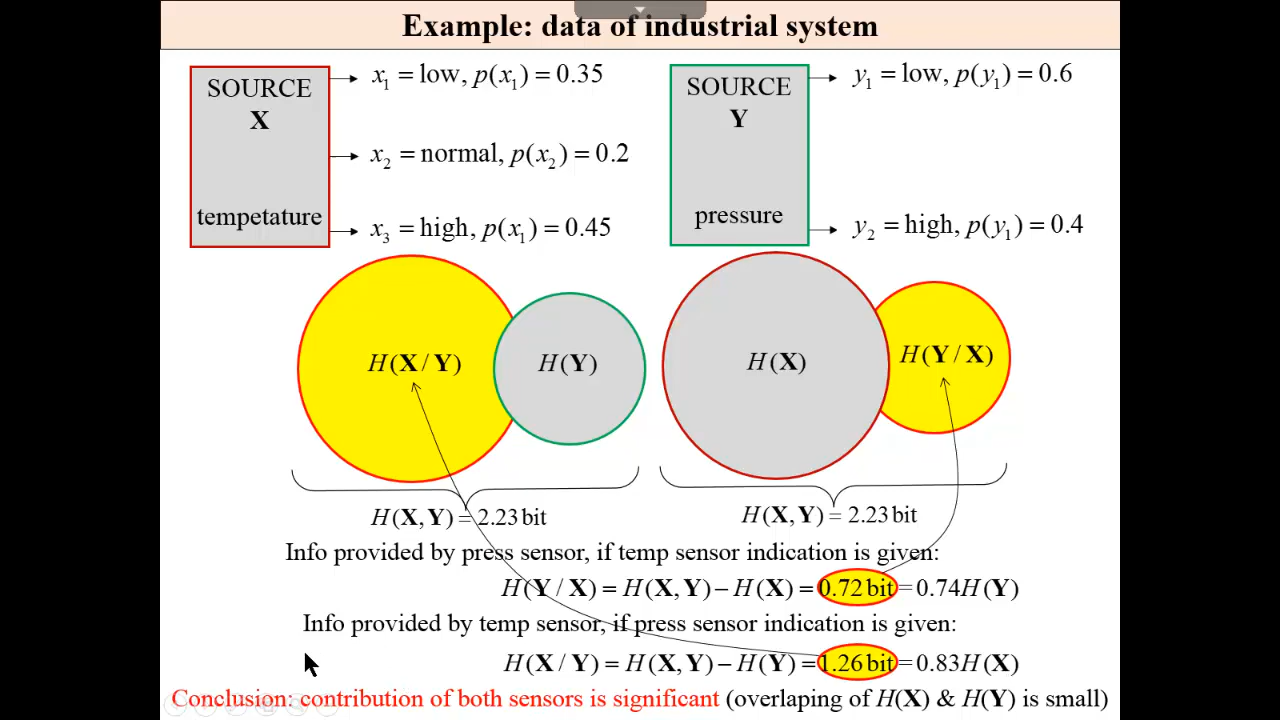 Example: data of industrial system
SOURCE
X
tempetature
x₁ = low, p(x₁) = 0.35
x₂ = normal, p(x₂) = 0.2
x₃ = high, p(x₁) = 0.45
SOURCE
Y
pressure
y₁ = low, p(y₁) = 0.6
y₂ = high, p(y₁) = 0.4
H(X / Y)
H(Y)
H(X)
H(Y / X)
H(X, Y) = 2.23 bit
H(X, Y) = 2.23 bit
Info provided by press sensor, if temp sensor indication is given:
H(Y / X) = H(X, Y) − H(X) = 0.72 bit = 0.74H(Y)
Info provided by temp sensor, if press sensor indication is given:
H(X / Y) = H(X, Y) − H(Y) = 1.26 bit = 0.83H(X)
Conclusion: contribution of both sensors is significant (overlaping of H(X) & H(Y) is small)